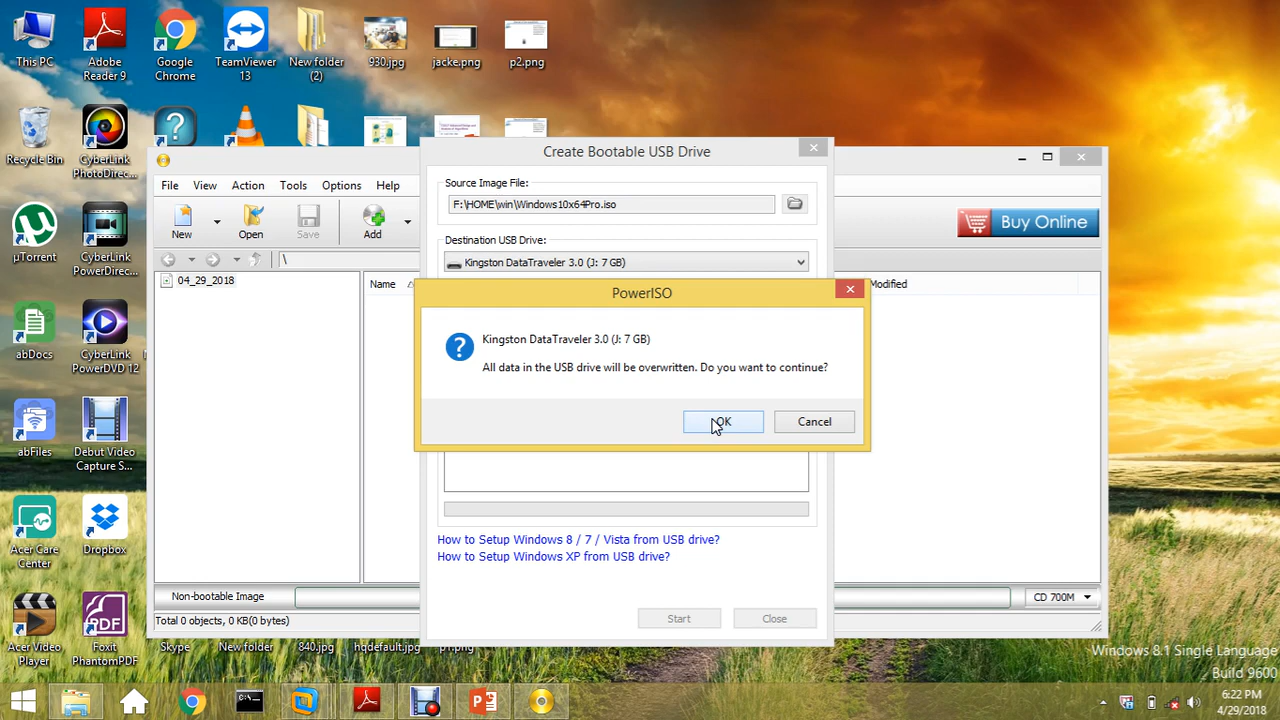 This PC
Adobe
Reader 9
Google
Chrome
TeamViewer
13
New folder
(2)
930.jpg
jacke.png
p2.png
Recycle Bin
CyberLink
PhotoDirec...
µTorrent
CyberLink
PowerDirec...
abDocs
CyberLink
PowerDVD 12
abFiles
Debut Video
Capture S...
Acer Care
Center
Dropbox
Acer Video
Player
Foxit
PhantomPDF
Skype
New folder
840.jpg
hqdefault.jpg
p1.png
File View Action Tools Options Help
New
Open
Save
Add
Buy Online
\
04_29_2018
Name
Modified
Non-bootable Image
CD 700M
Total 0 objects, 0 KB(0 bytes)
Create Bootable USB Drive
Source Image File:
F:\HOME\win\Windows10x64Pro.iso
Destination USB Drive:
Kingston DataTraveler 3.0 (J: 7 GB)
PowerISO
Kingston DataTraveler 3.0 (J: 7 GB)
All data in the USB drive will be overwritten. Do you want to continue?
OK
Cancel
How to Setup Windows 8 / 7 / Vista from USB drive?
How to Setup Windows XP from USB drive?
Start
Close
Windows 8.1 Single Language
Build 9600
6:22 PM
4/29/2018